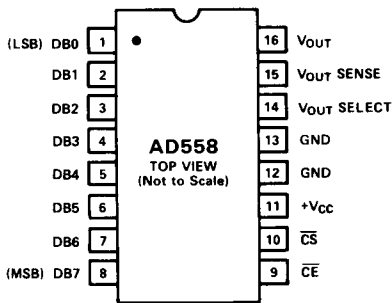 (LSB) DB0 1 16 VOUT
DB1 2 15 VOUT SENSE
DB2 3 14 VOUT SELECT
DB3 4 13 GND
DB4 5 12 GND
DB5 6 11 +VCC
DB6 7 10 C̅S̅
(MSB) DB7 8 9 C̅E̅
AD558
TOP VIEW
(Not to Scale)